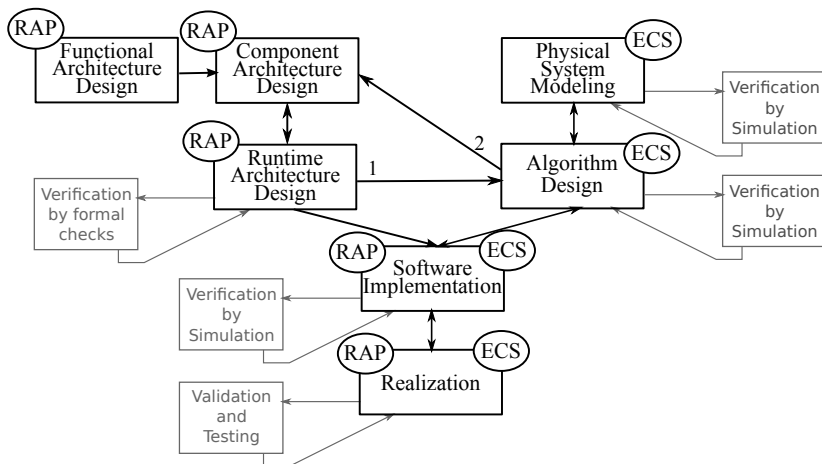 RAP
Functional
Architecture
Design
RAP
Component
Architecture
Design
ECS
Physical
System
Modeling
Verification
by
Simulation
RAP
Runtime
Architecture
Design
1
2
ECS
Algorithm
Design
Verification
by
Simulation
Verification
by formal
checks
RAP
ECS
Software
Implementation
Verification
by
Simulation
RAP
ECS
Realization
Validation
and
Testing